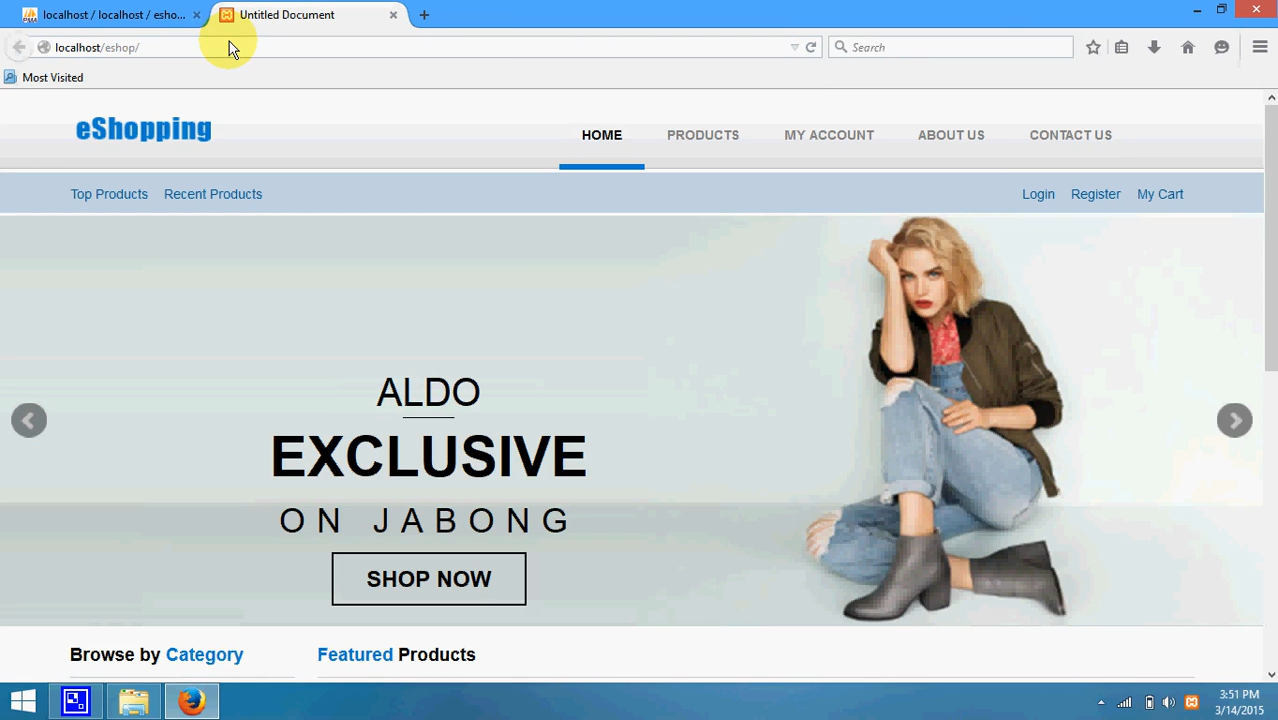 localhost / localhost / esho...
Untitled Document
localhost/eshop/
Search
Most Visited
eShopping
HOME
PRODUCTS
MY ACCOUNT
ABOUT US
CONTACT US
Top Products
Recent Products
Login
Register
My Cart
ALDO
EXCLUSIVE
ON JABONG
SHOP NOW
Browse by Category
Featured Products
3:51 PM
3/14/2015